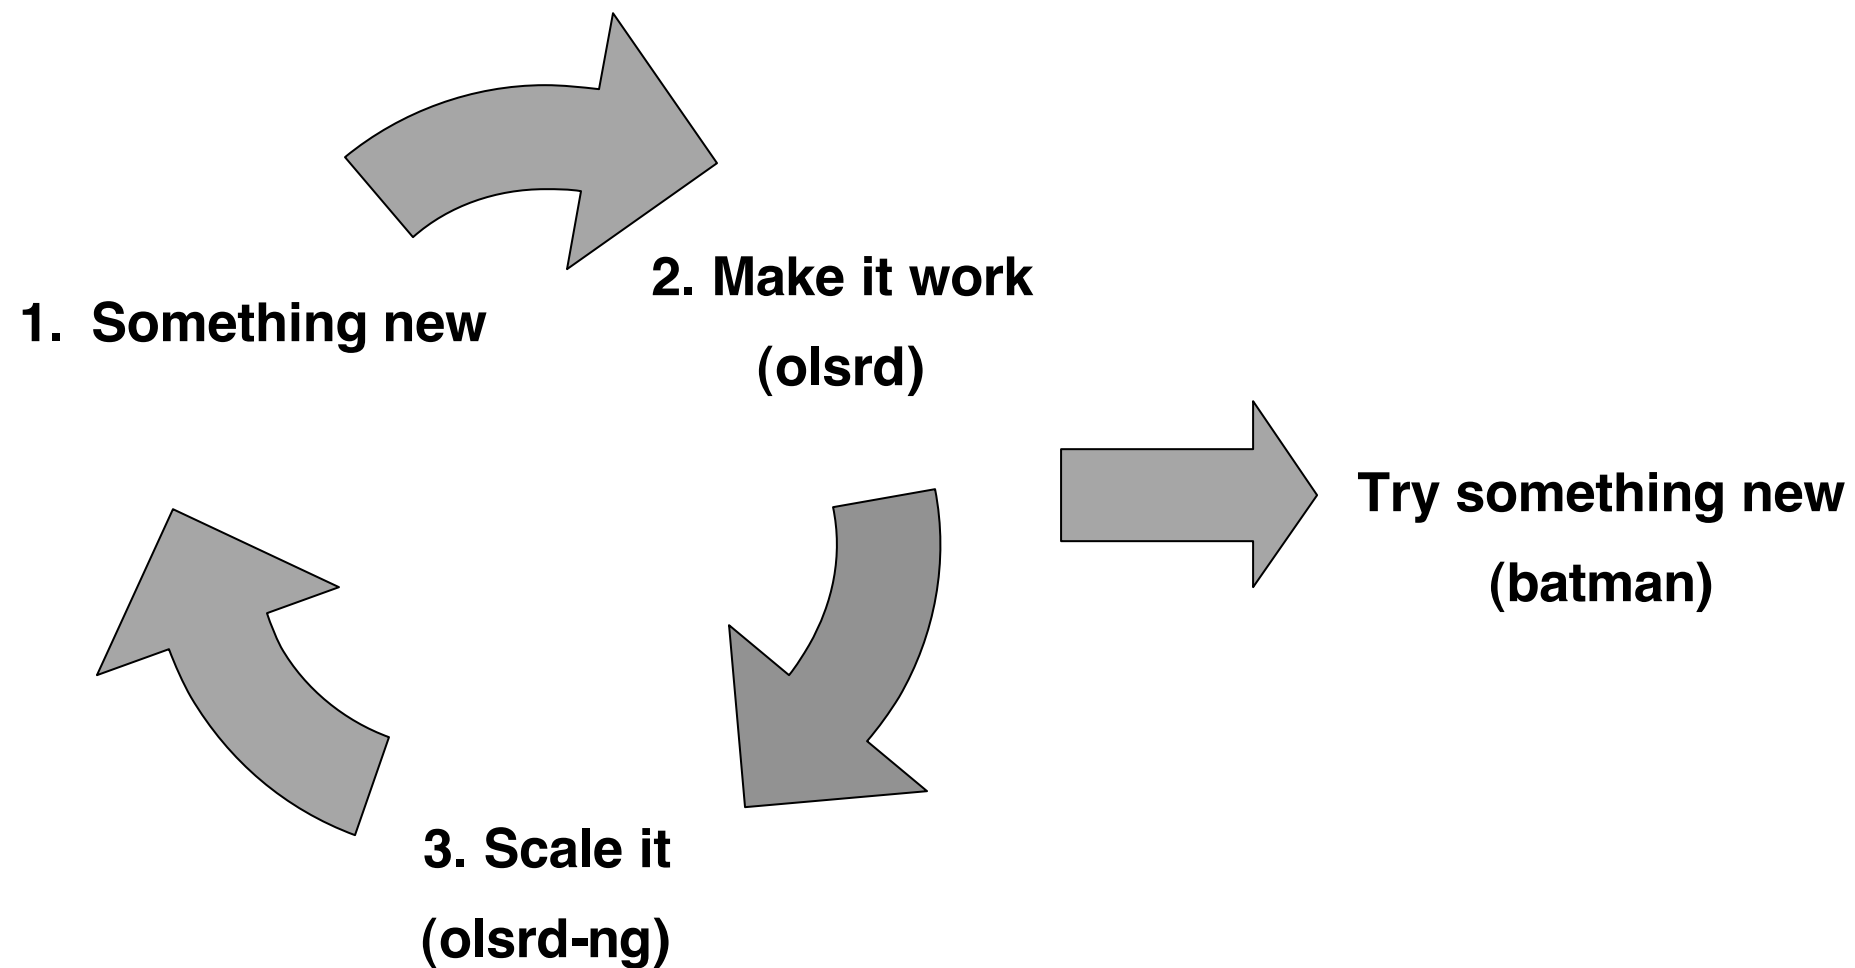 1. Something new
2. Make it work
(olsrd)
Try something new
(batman)
3. Scale it
(olsrd-ng)